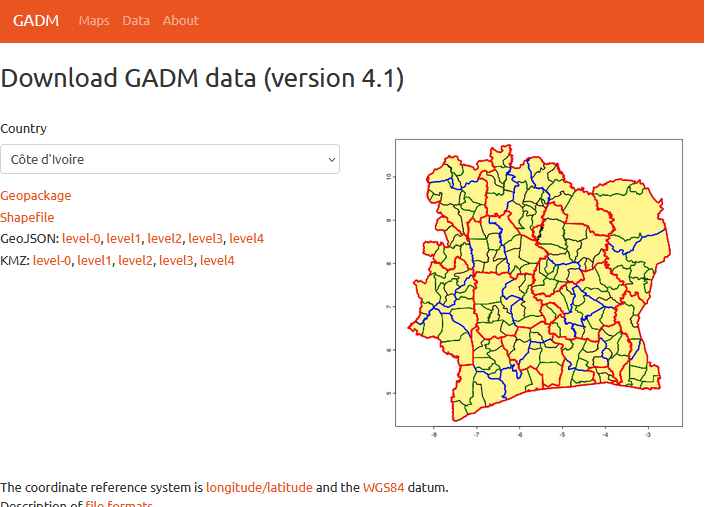 GADM Maps Data About
Download GADM data (version 4.1)
Country
Côte d'Ivoire
Geopackage
Shapefile
GeoJSON: level-0, level1, level2, level3, level4
KMZ: level-0, level1, level2, level3, level4
10
9
8
7
6
5
-8 -7 -6 -5 -4 -3
The coordinate reference system is longitude/latitude and the WGS84 datum.
Description of file formats.